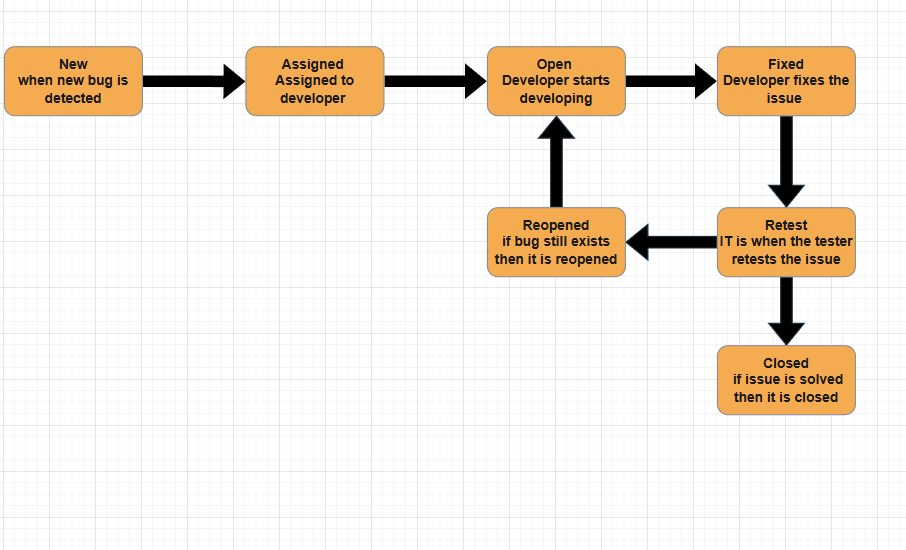 New
when new bug is
detected
Assigned
Assigned to
developer
Open
Developer starts
developing
Fixed
Developer fixes the
issue
Reopened
if bug still exists
then it is reopened
Retest
IT is when the tester
retests the issue
Closed
if issue is solved
then it is closed